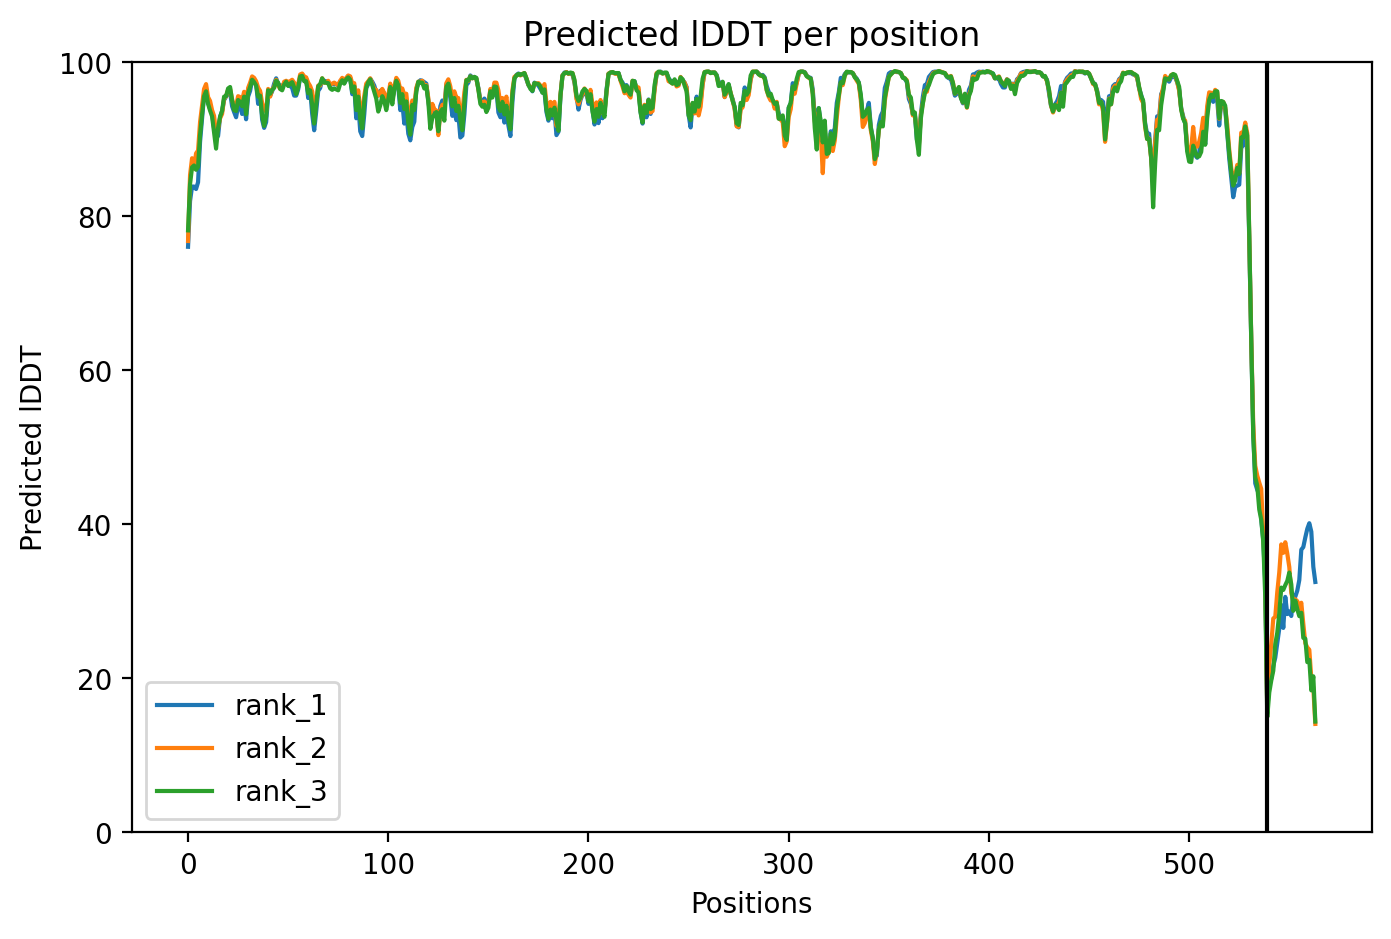 Predicted lDDT per position
100
80
60
40
20
0
Predicted lDDT
rank_1
rank_2
rank_3
0 100 200 300 400 500
Positions